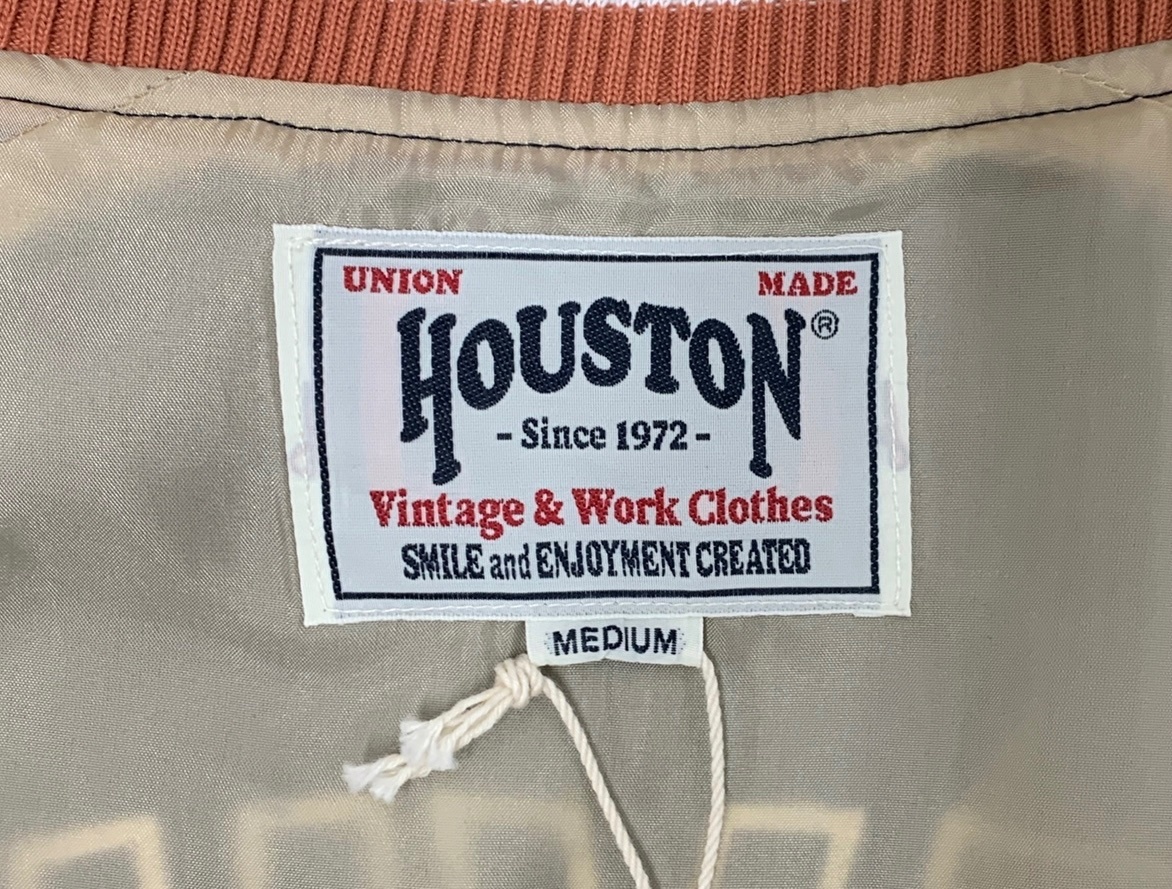 UNION MADE
HOUSTON®
- Since 1972 -
Vintage & Work Clothes
SMILE and ENJOYMENT CREATED
MEDIUM